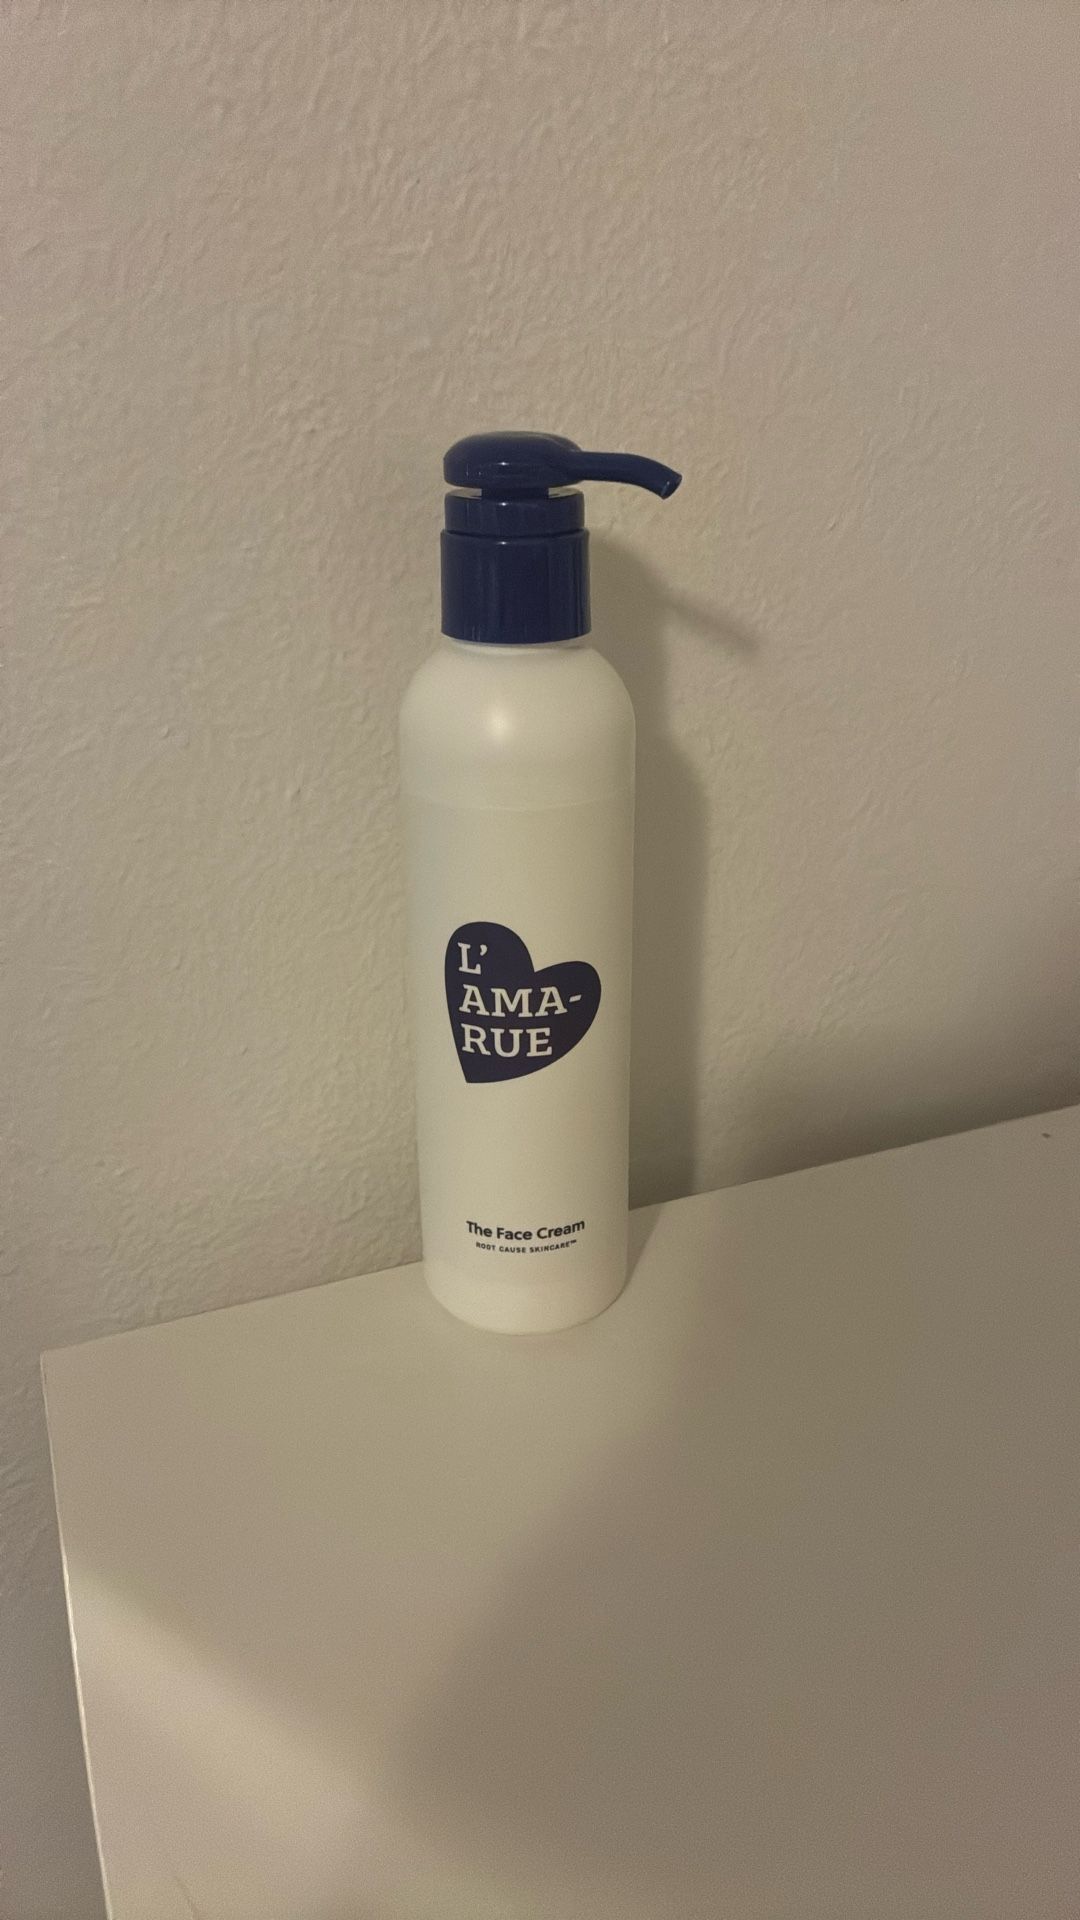 L’
AMA-
RUE
The Face Cream
ROOT CAUSE SKINCARE™